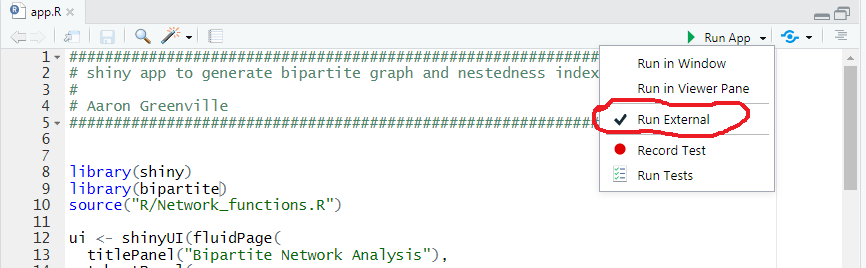 app.R
Run App
Run in Window
Run in Viewer Pane
Run External
Record Test
Run Tests
1 ###########################################################
2 # shiny app to generate bipartite graph and nestedness index
3 #
4 # Aaron Greenville
5 ###########################################################
6
7
8 library(shiny)
9 library(bipartite)
10 source("R/Network_functions.R")
11
12 ui <- shinyUI(fluidPage(
13 titlePanel("Bipartite Network Analysis"),